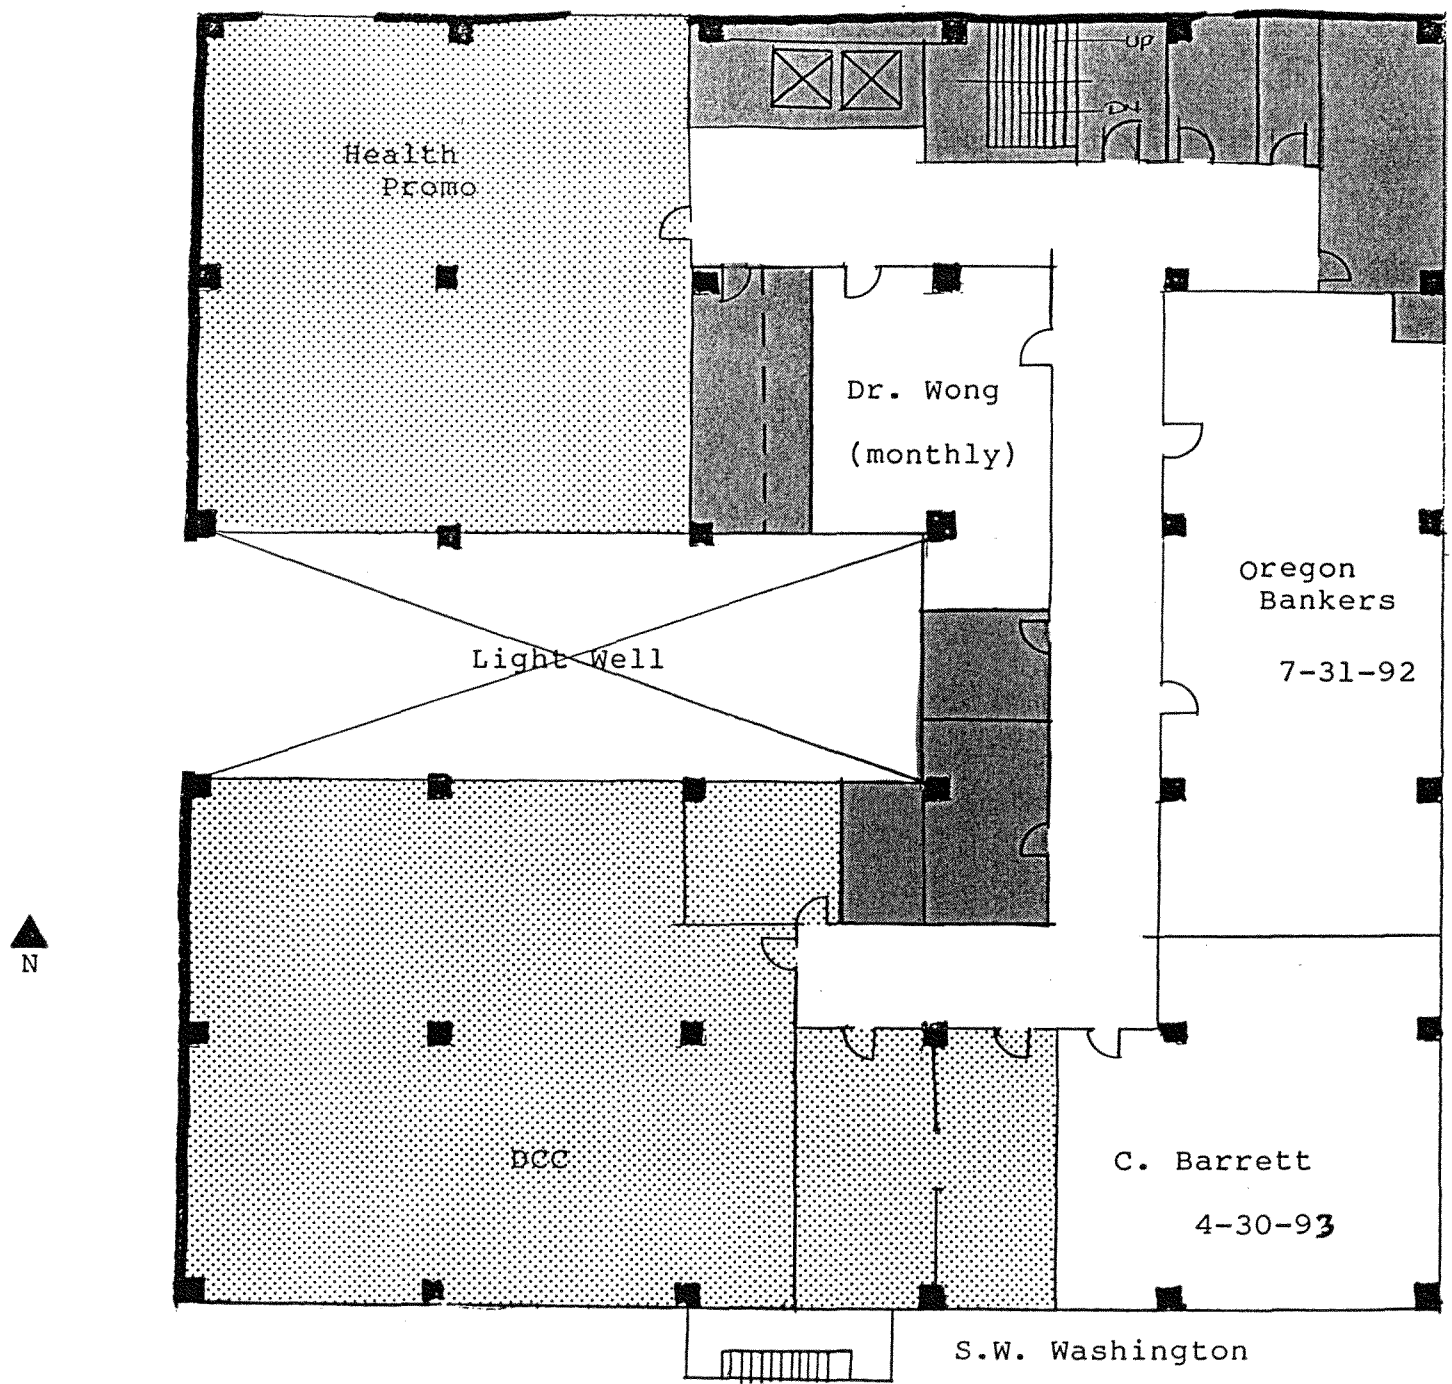 UP
DN
Health
Promo
Dr. Wong
(monthly)
Oregon
Bankers
7-31-92
Light Well
N
DCC
C. Barrett
4-30-93
S.W. Washington